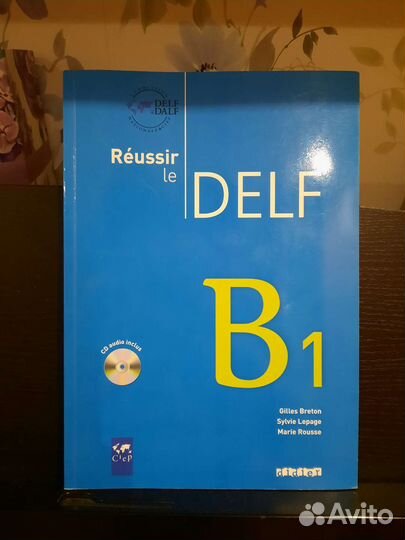 DELF
DALF
Réussir
le
DELF
B1
CD audio inclus
Gilles Breton
Sylvie Lepage
Marie Rousse
CIEP
didier
Avito